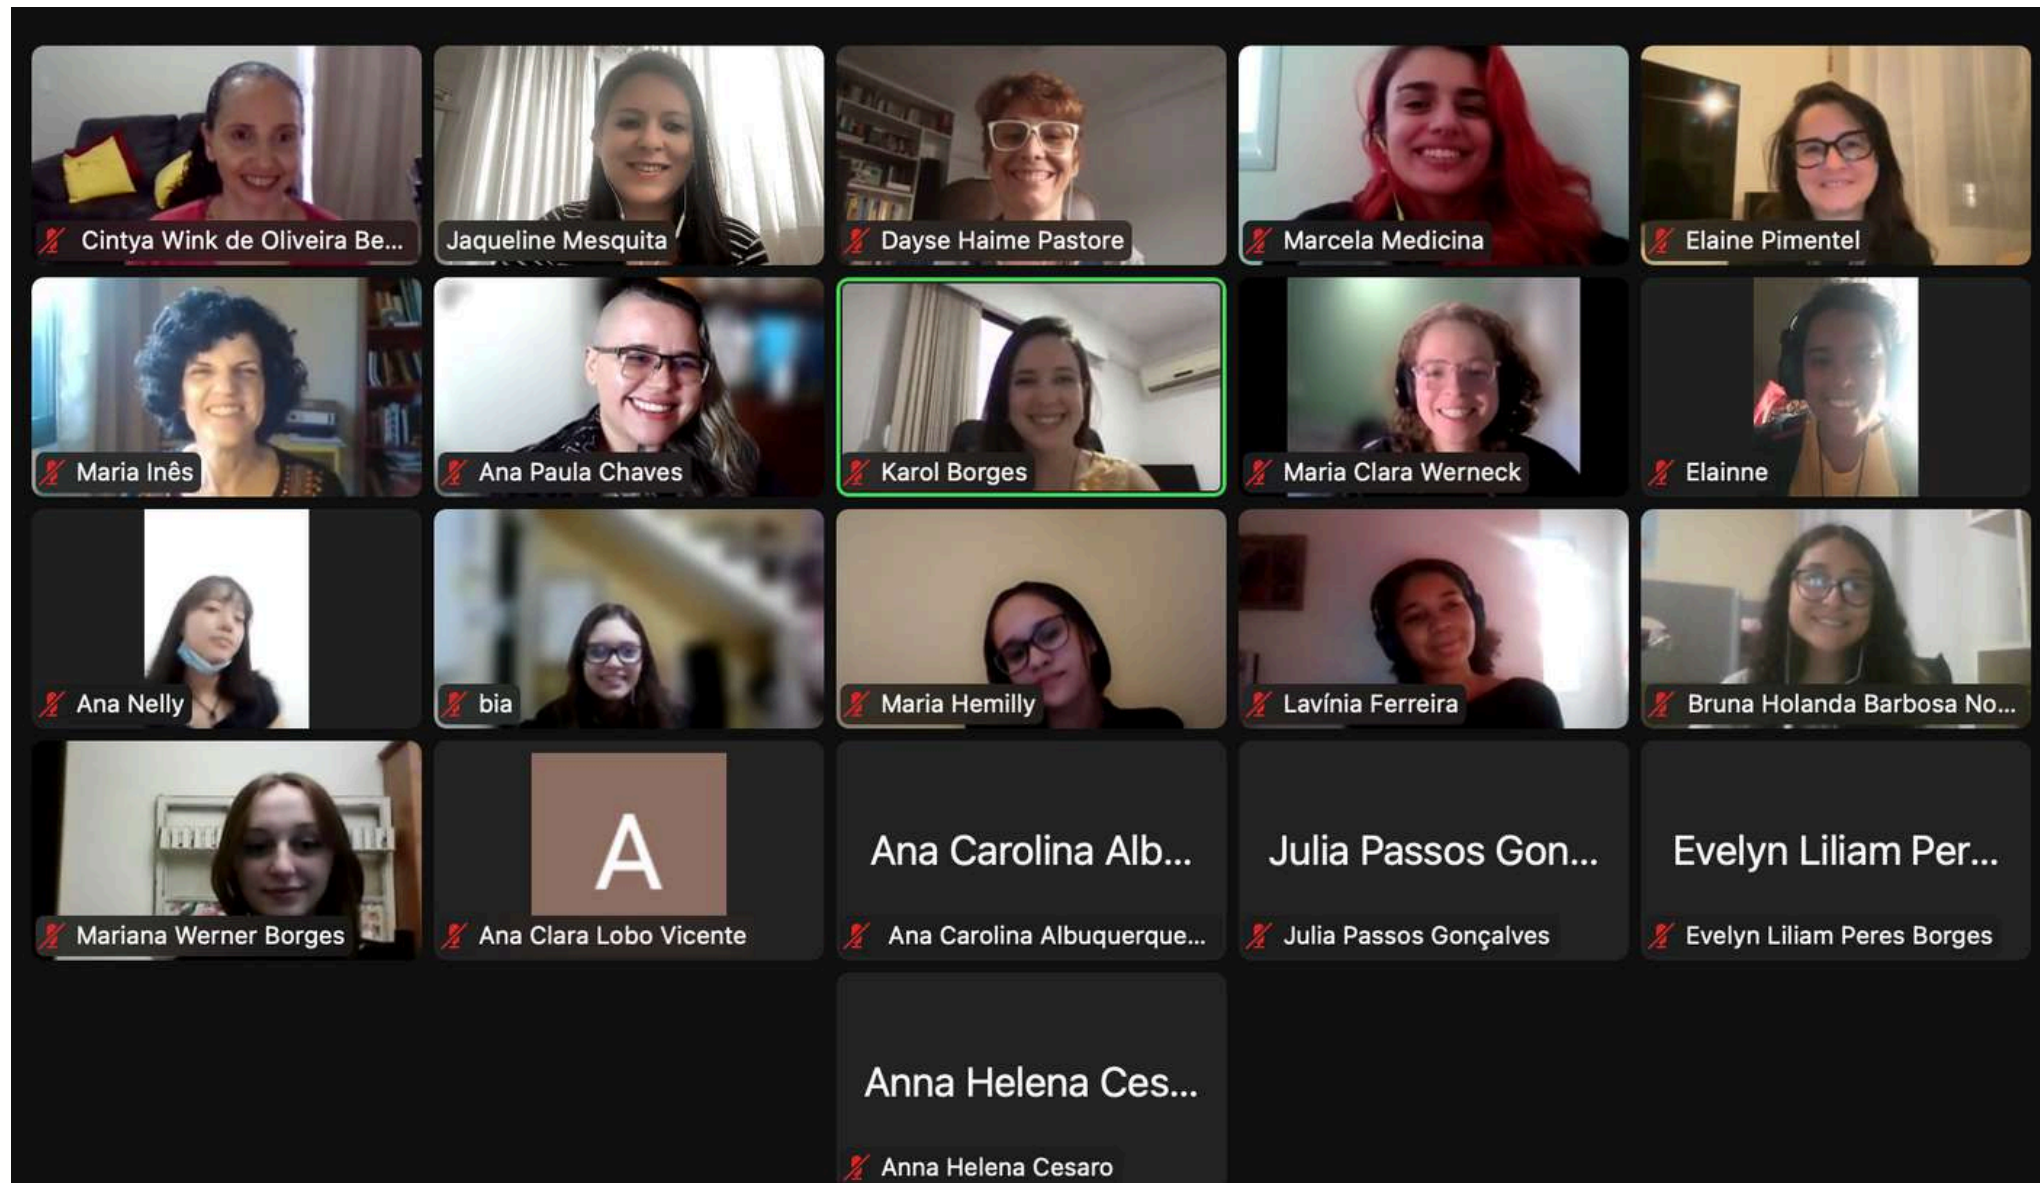 Cintya Wink de Oliveira Be...
Jaqueline Mesquita
Dayse Haime Pastore
Marcela Medicina
Elaine Pimentel
Maria Inês
Ana Paula Chaves
Karol Borges
Maria Clara Werneck
Elainne
Ana Nelly
bia
Maria Hemilly
Lavínia Ferreira
Bruna Holanda Barbosa No...
Mariana Werner Borges
A
Ana Clara Lobo Vicente
Ana Carolina Alb...
Ana Carolina Albuquerque...
Julia Passos Gon...
Julia Passos Gonçalves
Evelyn Liliam Per...
Evelyn Liliam Peres Borges
Anna Helena Ces...
Anna Helena Cesaro